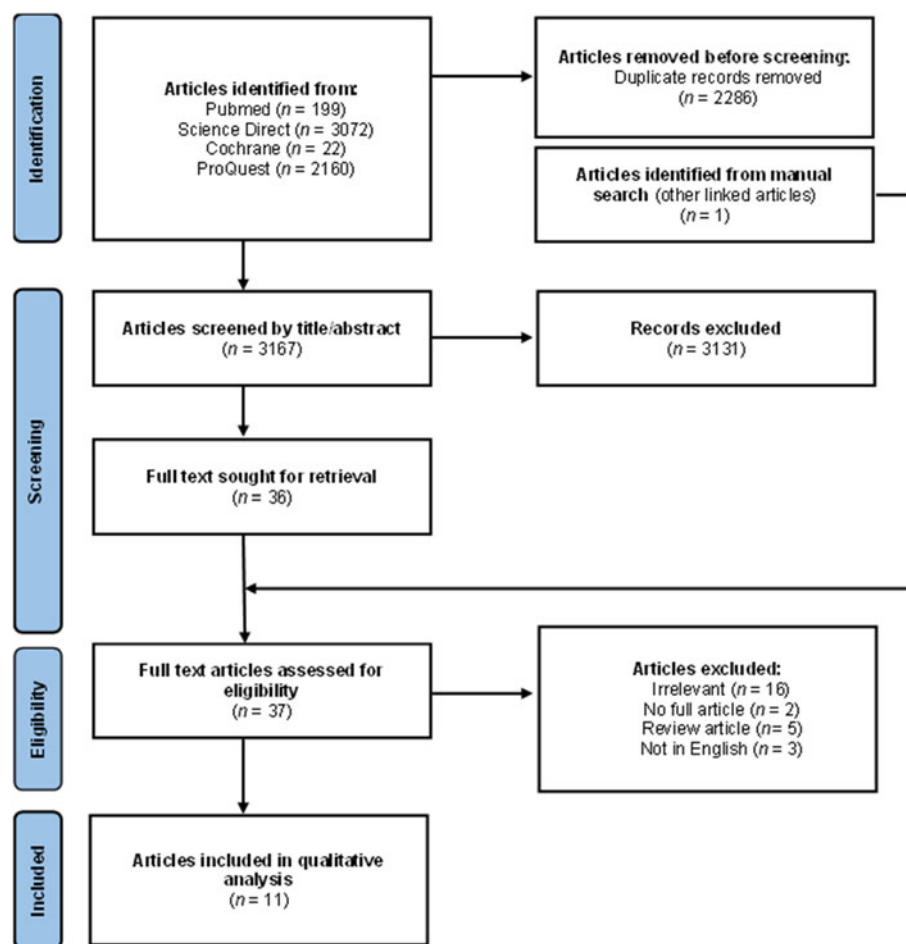 Identification
Articles identified from:
Pubmed (n = 199)
Science Direct (n = 3072)
Cochrane (n = 22)
ProQuest (n = 2160)
Articles removed before screening:
Duplicate records removed
(n = 2286)
Articles identified from manual
search (other linked articles)
(n = 1)
Screening
Articles screened by title/abstract
(n = 3167)
Records excluded
(n = 3131)
Full text sought for retrieval
(n = 36)
Eligibility
Full text articles assessed for
eligibility
(n = 37)
Articles excluded:
Irrelevant (n = 16)
No full article (n = 2)
Review article (n= 5)
Not in English (n = 3)
Included
Articles included in qualitative
analysis
(n = 11)